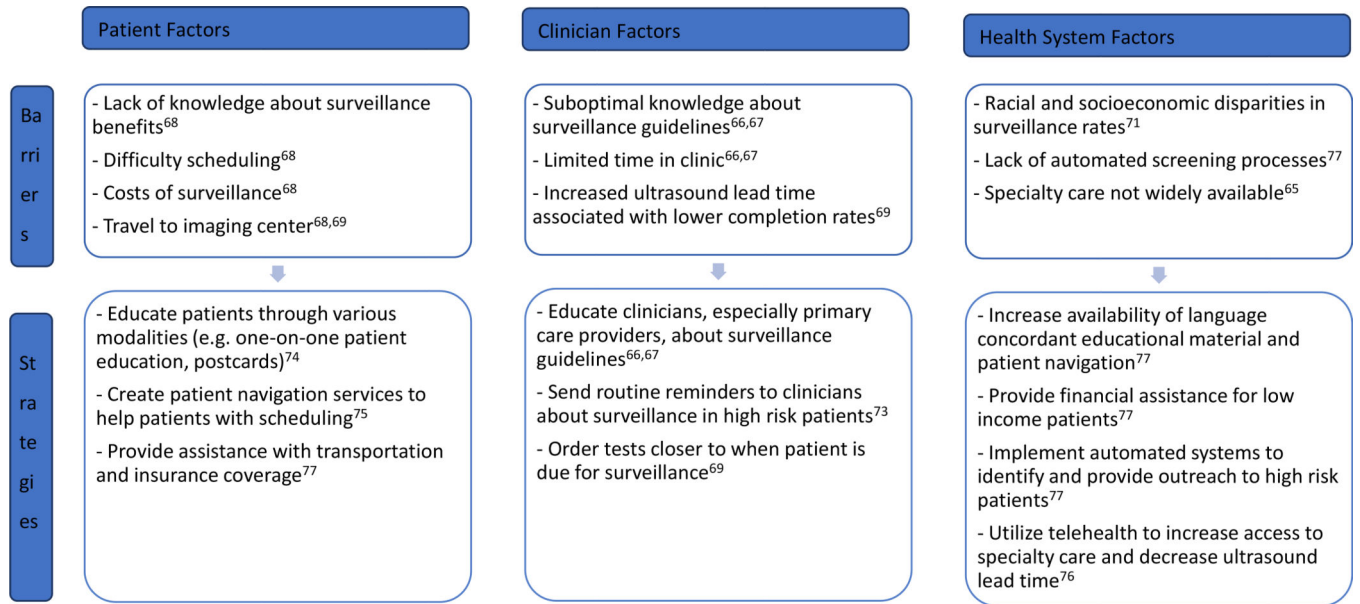 Patient Factors
Clinician Factors
Health System Factors
Ba
rri
er
s
- Lack of knowledge about surveillance
benefits⁶⁸
- Difficulty scheduling⁶⁸
- Costs of surveillance⁶⁸
- Travel to imaging center⁶⁸,⁶⁹
- Suboptimal knowledge about
surveillance guidelines⁶⁶,⁶⁷
- Limited time in clinic⁶⁶,⁶⁷
- Increased ultrasound lead time
associated with lower completion rates⁶⁹
- Racial and socioeconomic disparities in
surveillance rates⁷¹
- Lack of automated screening processes⁷⁷
- Specialty care not widely available⁶⁵
St
ra
te
gi
es
- Educate patients through various
modalities (e.g. one-on-one patient
education, postcards)⁷⁴
- Create patient navigation services to
help patients with scheduling⁷⁵
- Provide assistance with transportation
and insurance coverage⁷⁷
- Educate clinicians, especially primary
care providers, about surveillance
guidelines⁶⁶,⁶⁷
- Send routine reminders to clinicians
about surveillance in high risk patients⁷³
- Order tests closer to when patient is
due for surveillance⁶⁹
- Increase availability of language
concordant educational material and
patient navigation⁷⁷
- Provide financial assistance for low
income patients⁷⁷
- Implement automated systems to
identify and provide outreach to high risk
patients⁷⁷
- Utilize telehealth to increase access to
specialty care and decrease ultrasound
lead time⁷⁶